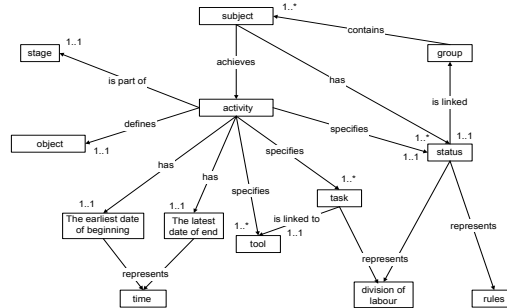 subject
1..*
contains
stage
1..1
group
achieves
is part of
has
is linked
activity
defines
specifies
1..*
1..1
1..1
status
object
1..1
has
has
specifies
specifies
1..*
1..1
1..1
task
represents
The earliest date
of beginning
The latest
date of end
1..*
is linked to
1..1
tool
represents
represents
time
division of
labour
rules